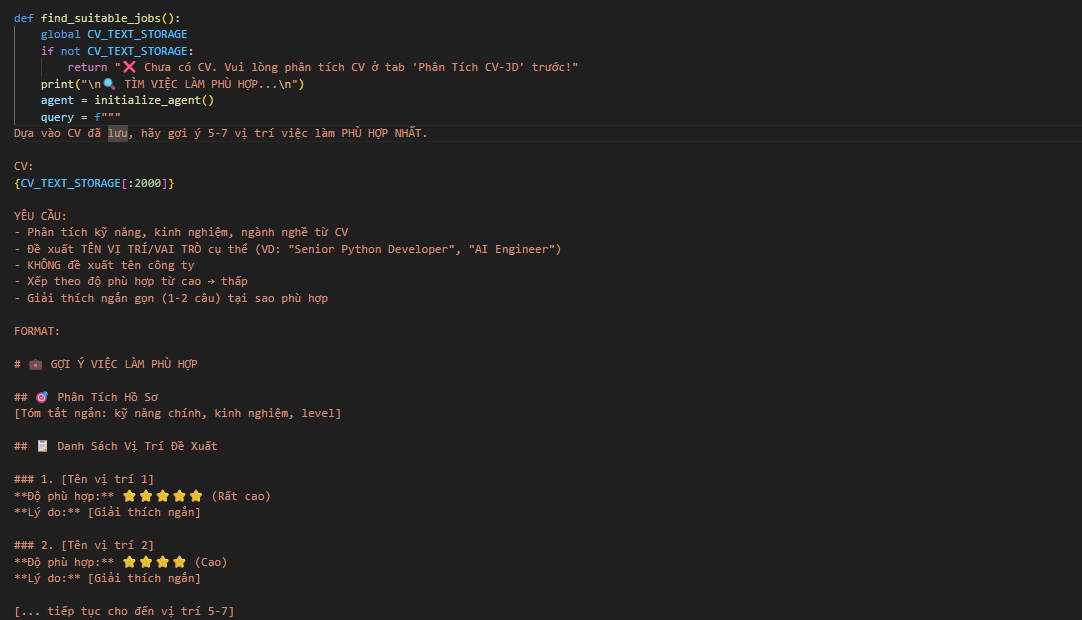 def find_suitable_jobs():
    global CV_TEXT_STORAGE
    if not CV_TEXT_STORAGE:
        return "❌ Chưa có CV. Vui lòng phân tích CV ở tab 'Phân Tích CV-JD' trước!"
    print("\n🔍 TÌM VIỆC LÀM PHÙ HỢP...\n")
    agent = initialize_agent()
    query = f"""
Dựa vào CV đã lưu, hãy gợi ý 5-7 vị trí việc làm PHÙ HỢP NHẤT.
CV:
{CV_TEXT_STORAGE[:2000]}
YÊU CẦU:
- Phân tích kỹ năng, kinh nghiệm, ngành nghề từ CV
- Đề xuất TÊN VỊ TRÍ/VAI TRÒ cụ thể (VD: "Senior Python Developer", "AI Engineer")
- KHÔNG đề xuất tên công ty
- Xếp theo độ phù hợp từ cao → thấp
- Giải thích ngắn gọn (1-2 câu) tại sao phù hợp
FORMAT:
# 💼 GỢI Ý VIỆC LÀM PHÙ HỢP
## 🎯 Phân Tích Hồ Sơ
[Tóm tắt ngắn: kỹ năng chính, kinh nghiệm, level]
## 📋 Danh Sách Vị Trí Đề Xuất
### 1. [Tên vị trí 1]
**Độ phù hợp:** ⭐⭐⭐⭐⭐ (Rất cao)
**Lý do:** [Giải thích ngắn]
### 2. [Tên vị trí 2]
**Độ phù hợp:** ⭐⭐⭐⭐ (Cao)
**Lý do:** [Giải thích ngắn]
[... tiếp tục cho đến vị trí 5-7]